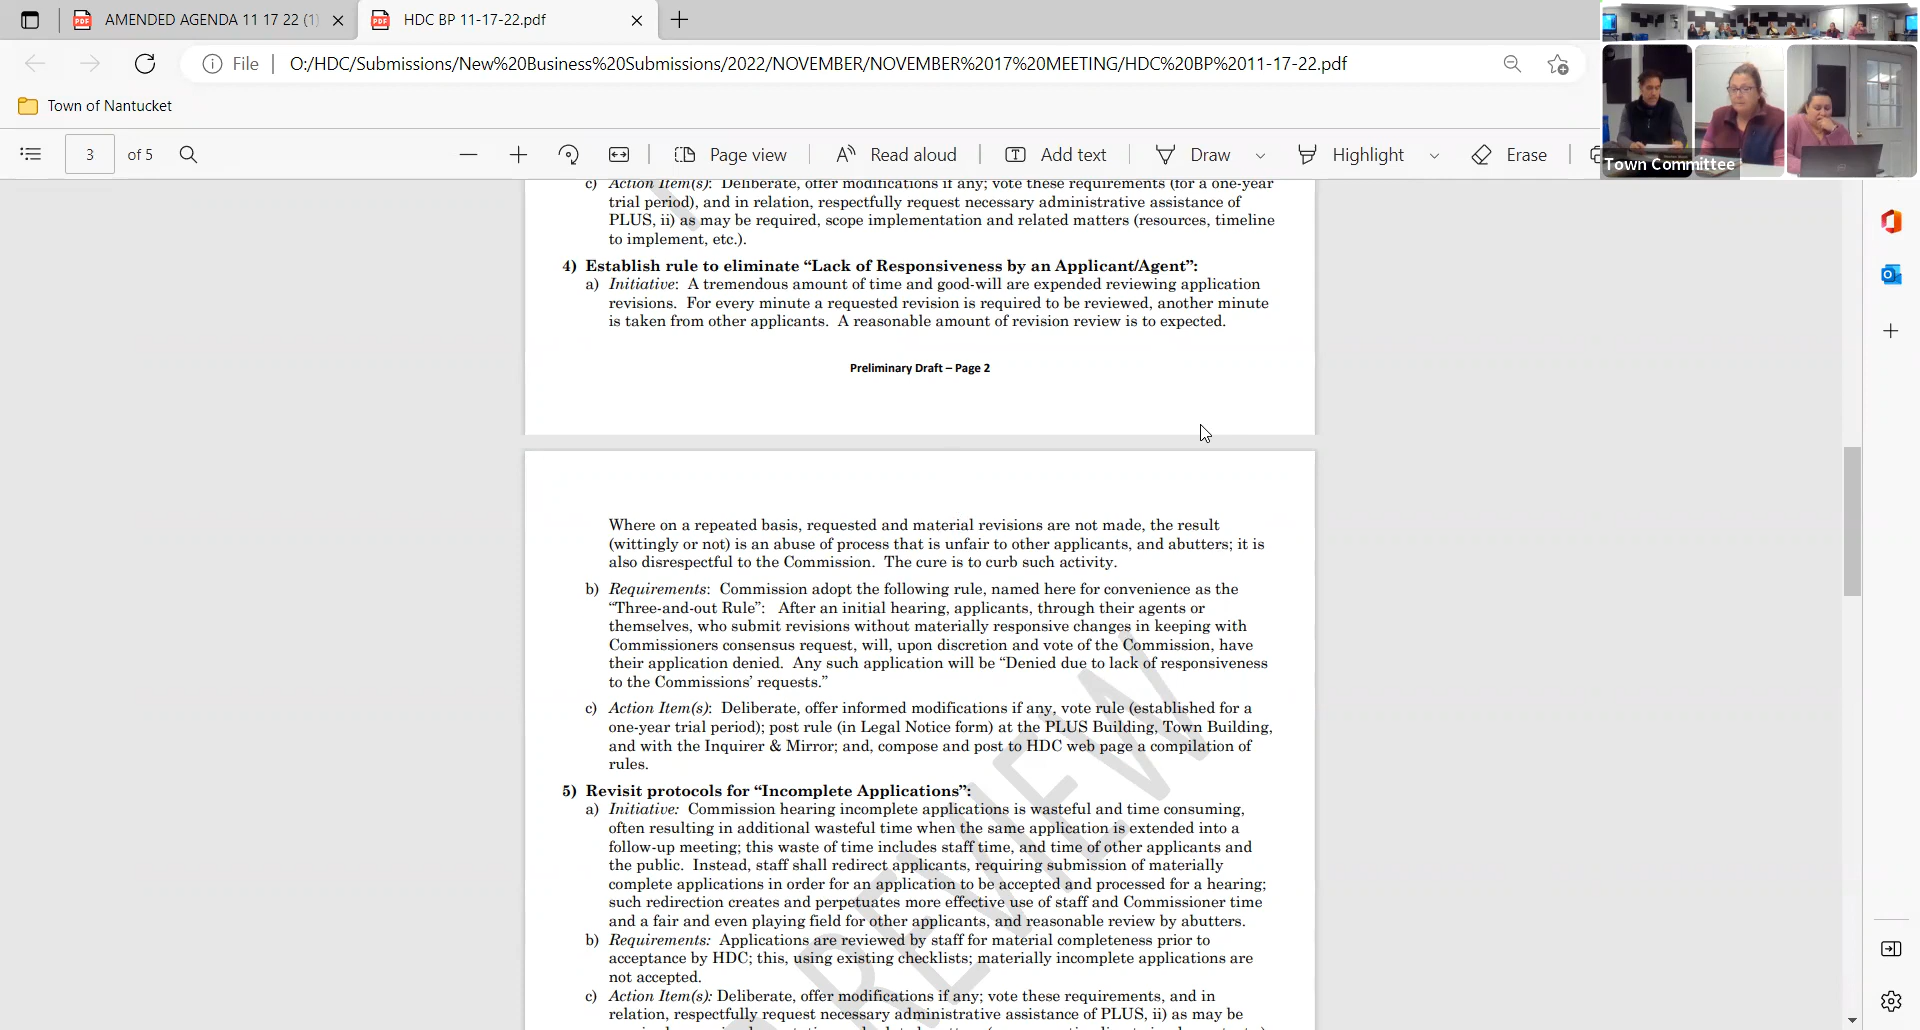 AMENDED AGENDA 11 17 22 (1)
HDC BP 11-17-22.pdf
File
O:/HDC/Submissions/New%20Business%20Submissions/2022/NOVEMBER/NOVEMBER%2017%20MEETING/HDC%20BP%2011-17-22.pdf
Town of Nantucket
3 of 5
Page view
Read aloud
Add text
Draw
Highlight
Erase
Town Committee
c) Action Item(s): Deliberate, offer modifications if any; vote these requirements (for a one-year
trial period), and in relation, respectfully request necessary administrative assistance of
PLUS, ii) as may be required, scope implementation and related matters (resources, timeline
to implement, etc.).
4) Establish rule to eliminate “Lack of Responsiveness by an Applicant/Agent”:
a) Initiative: A tremendous amount of time and good-will are expended reviewing application
revisions. For every minute a requested revision is required to be reviewed, another minute
is taken from other applicants. A reasonable amount of revision review is to expected.
Preliminary Draft – Page 2
Where on a repeated basis, requested and material revisions are not made, the result
(wittingly or not) is an abuse of process that is unfair to other applicants, and abutters; it is
also disrespectful to the Commission. The cure is to curb such activity.
b) Requirements: Commission adopt the following rule, named here for convenience as the
“Three-and-out Rule”: After an initial hearing, applicants, through their agents or
themselves, who submit revisions without materially responsive changes in keeping with
Commissioners consensus request, will, upon discretion and vote of the Commission, have
their application denied. Any such application will be “Denied due to lack of responsiveness
to the Commissions’ requests.”
c) Action Item(s): Deliberate, offer informed modifications if any, vote rule (established for a
one-year trial period); post rule (in Legal Notice form) at the PLUS Building, Town Building,
and with the Inquirer & Mirror; and, compose and post to HDC web page a compilation of
rules.
5) Revisit protocols for “Incomplete Applications”:
a) Initiative: Commission hearing incomplete applications is wasteful and time consuming,
often resulting in additional wasteful time when the same application is extended into a
follow-up meeting; this waste of time includes staff time, and time of other applicants and
the public. Instead, staff shall redirect applicants, requiring submission of materially
complete applications in order for an application to be accepted and processed for a hearing;
such redirection creates and perpetuates more effective use of staff and Commissioner time
and a fair and even playing field for other applicants, and reasonable review by abutters.
b) Requirements: Applications are reviewed by staff for material completeness prior to
acceptance by HDC; this, using existing checklists; materially incomplete applications are
not accepted.
c) Action Item(s): Deliberate, offer modifications if any; vote these requirements, and in
relation, respectfully request necessary administrative assistance of PLUS, ii) as may be
REVIEW